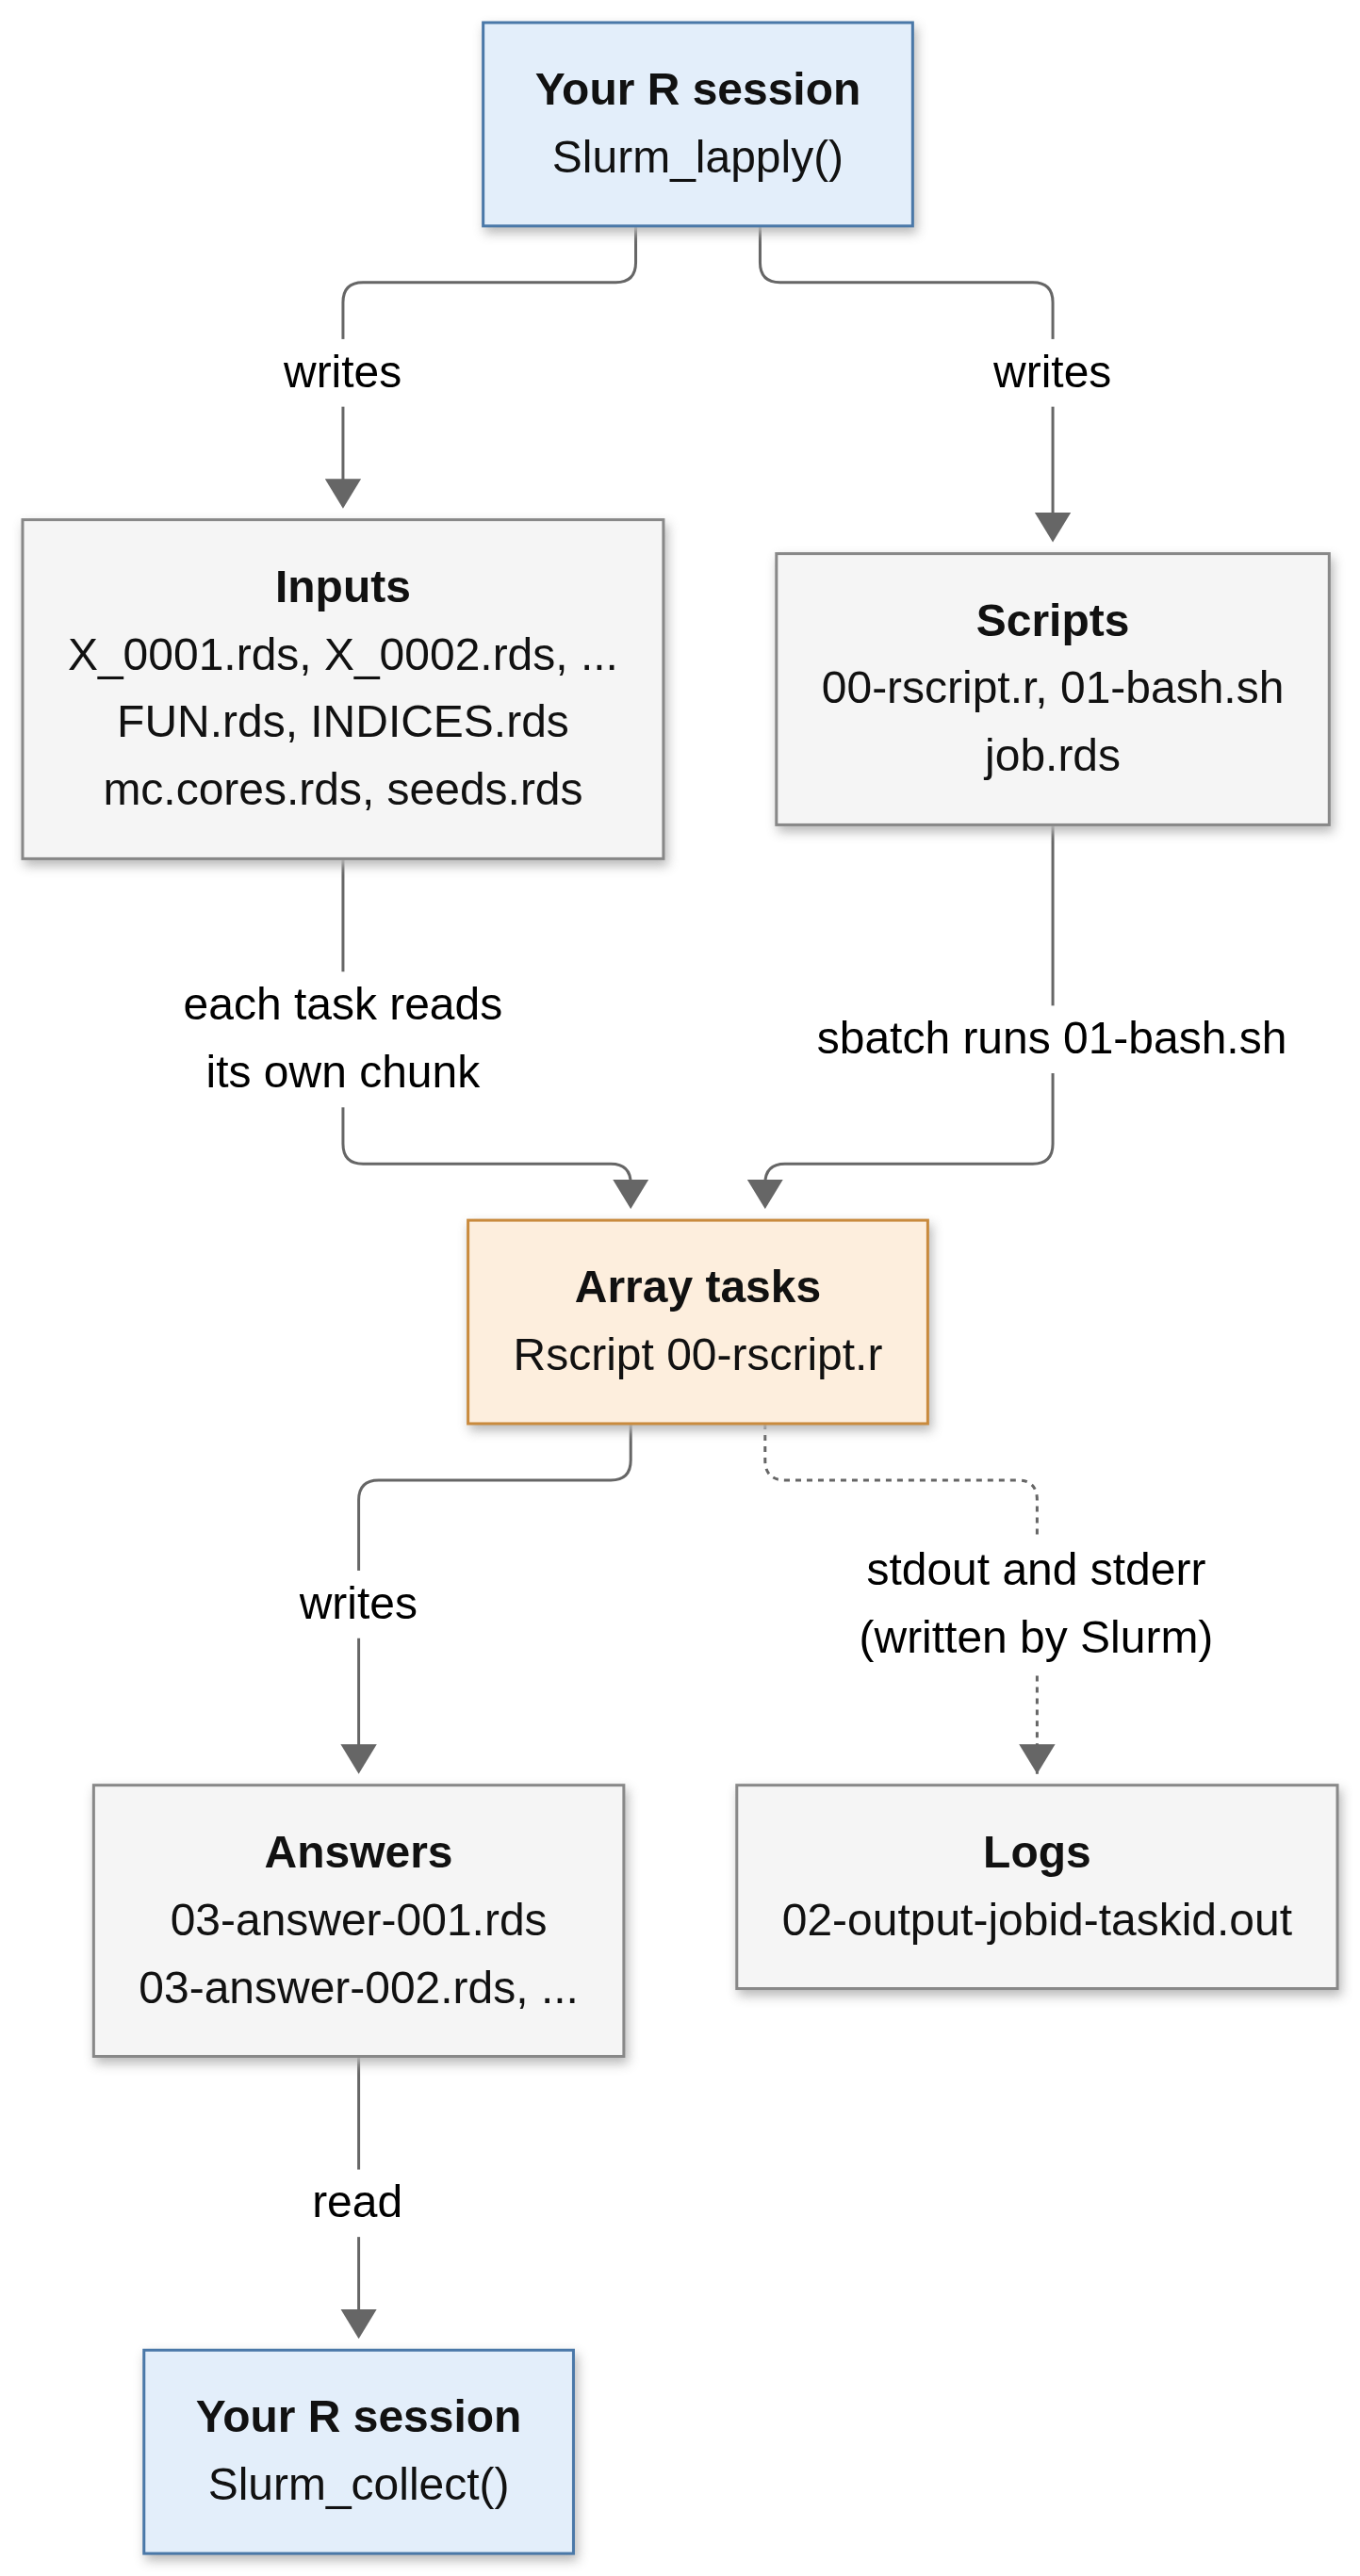 Your R session
Slurm_lapply()
writes
writes
Inputs
X_0001.rds, X_0002.rds, ...
FUN.rds, INDICES.rds
mc.cores.rds, seeds.rds
Scripts
00-rscript.r, 01-bash.sh
job.rds
each task reads
its own chunk
sbatch runs 01-bash.sh
Array tasks
Rscript 00-rscript.r
writes
stdout and stderr
(written by Slurm)
Answers
03-answer-001.rds
03-answer-002.rds, ...
Logs
02-output-jobid-taskid.out
read
Your R session
Slurm_collect()